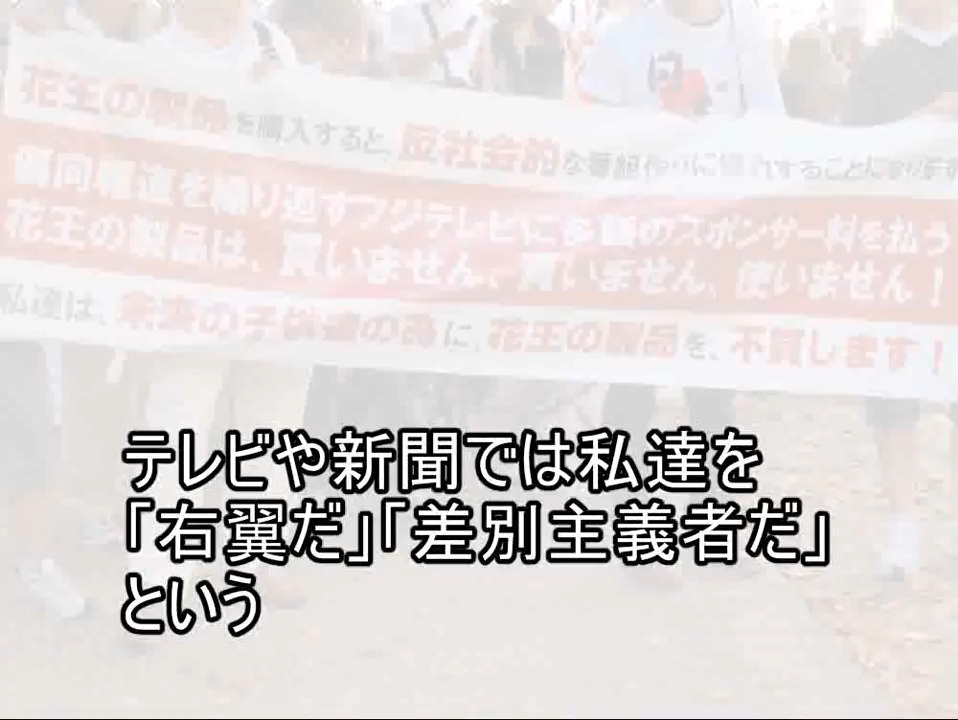 花王の製品を購入すると、反社会的な番組作りに
することになります
偏向報道を繰り返すフジテレビに多額のスポンサー料を払う
花王の製品は、買いません、買いません、使いません！
私達は、未来の子供達の為に、花王の製品を、不買します！
テレビや新聞では私達を
「右翼だ」「差別主義者だ」
という